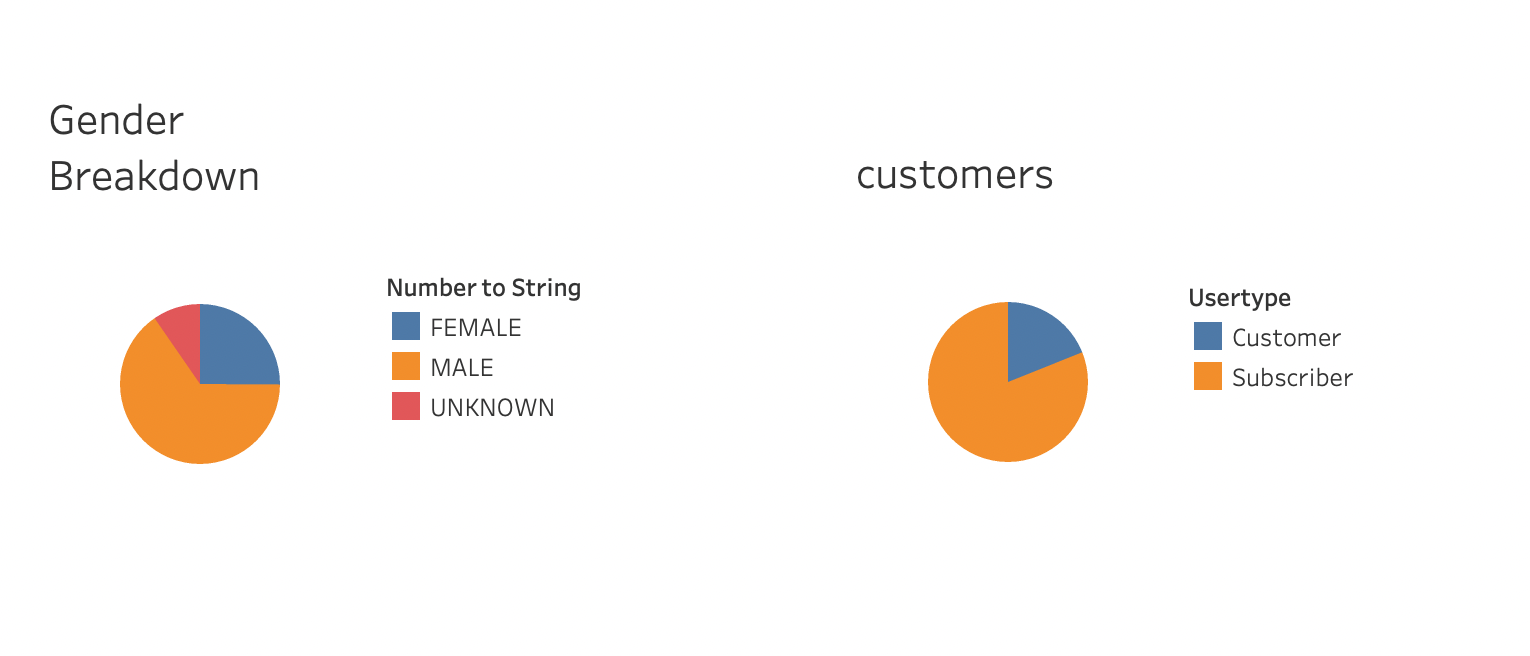 Gender
Breakdown
Number to String
FEMALE
MALE
UNKNOWN
customers
Usertype
Customer
Subscriber